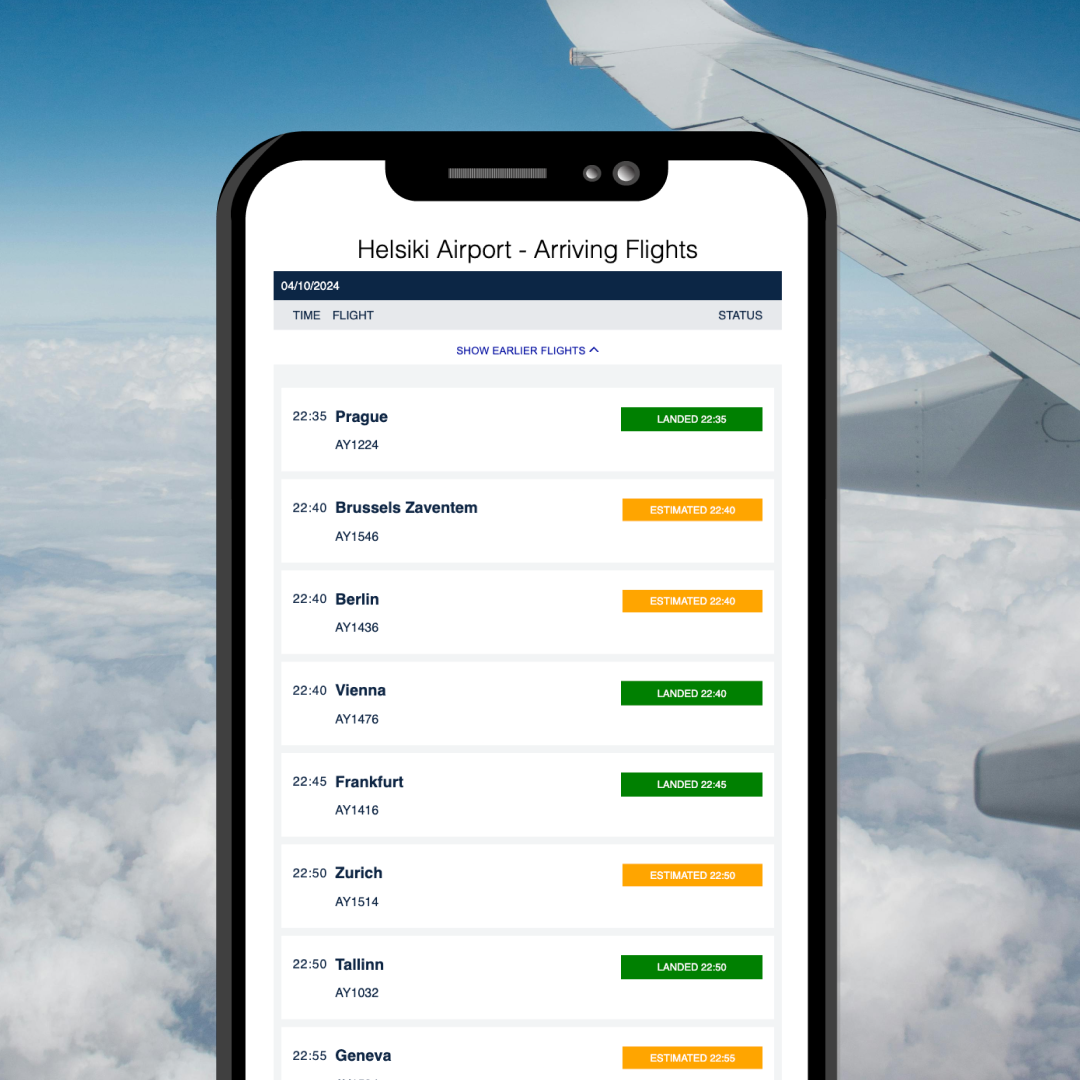 Helsiki Airport - Arriving Flights
04/10/2024
TIME FLIGHT STATUS
SHOW EARLIER FLIGHTS
22:35 Prague LANDED 22:35
AY1224
22:40 Brussels Zaventem ESTIMATED 22:40
AY1546
22:40 Berlin ESTIMATED 22:40
AY1436
22:40 Vienna LANDED 22:40
AY1476
22:45 Frankfurt LANDED 22:45
AY1416
22:50 Zurich ESTIMATED 22:50
AY1514
22:50 Tallinn LANDED 22:50
AY1032
22:55 Geneva ESTIMATED 22:55